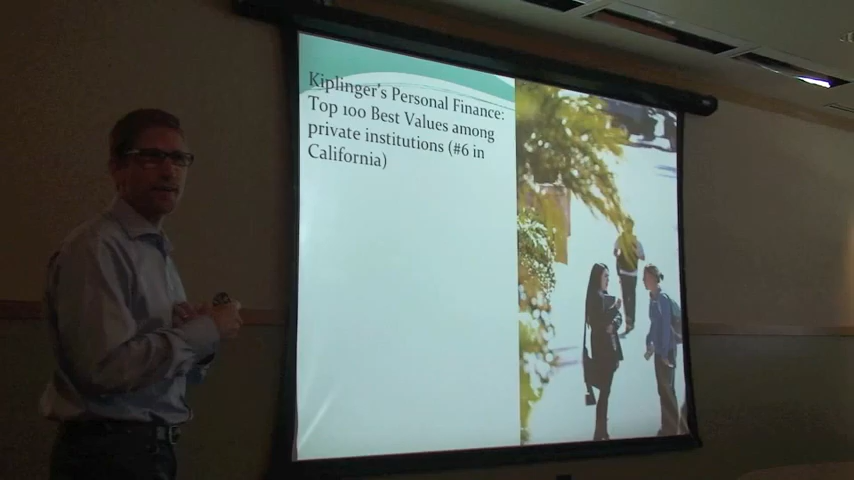 Kiplinger's Personal Finance:
Top 100 Best Values among
private institutions (#6 in
California)